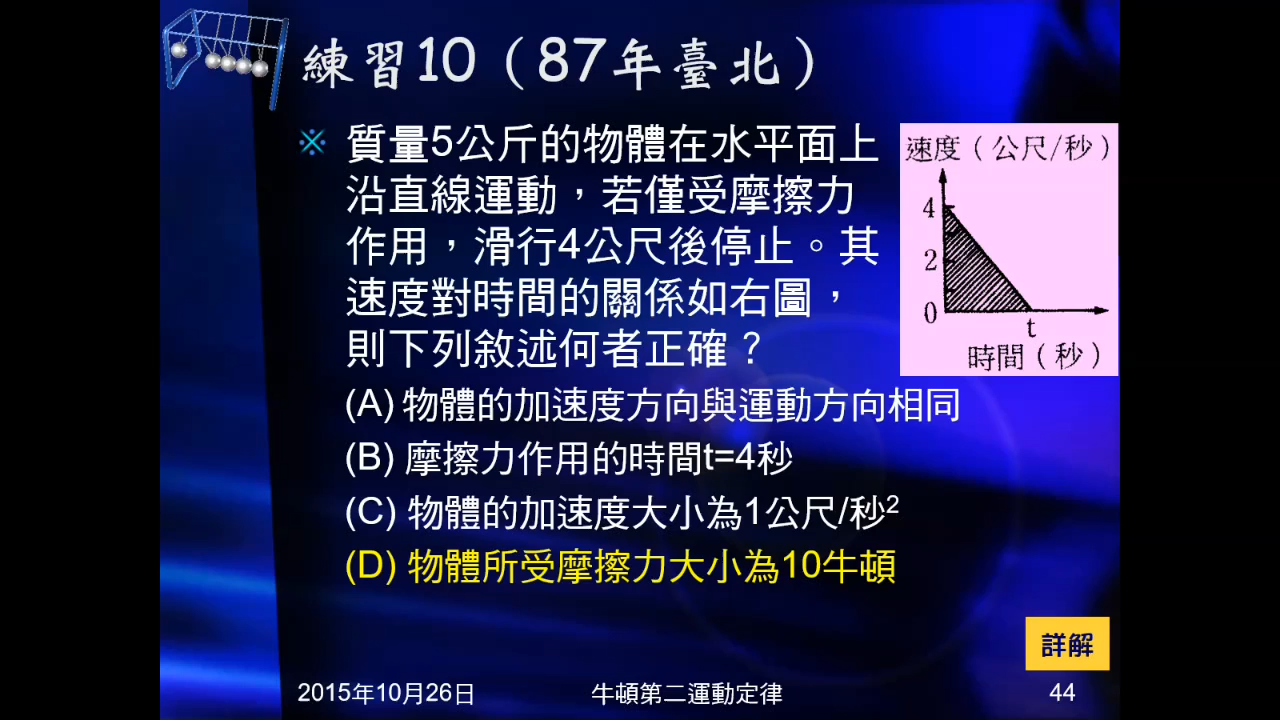 練習10（87年臺北）
※ 質量5公斤的物體在水平面上
沿直線運動，若僅受摩擦力
作用，滑行4公尺後停止。其
速度對時間的關係如右圖，
則下列敘述何者正確？
(A) 物體的加速度方向與運動方向相同
(B) 摩擦力作用的時間t=4秒
(C) 物體的加速度大小為1公尺/秒²
(D) 物體所受摩擦力大小為10牛頓
速度（公尺/秒）
4
2
0
t
時間（秒）
詳解
2015年10月26日
牛頓第二運動定律
44